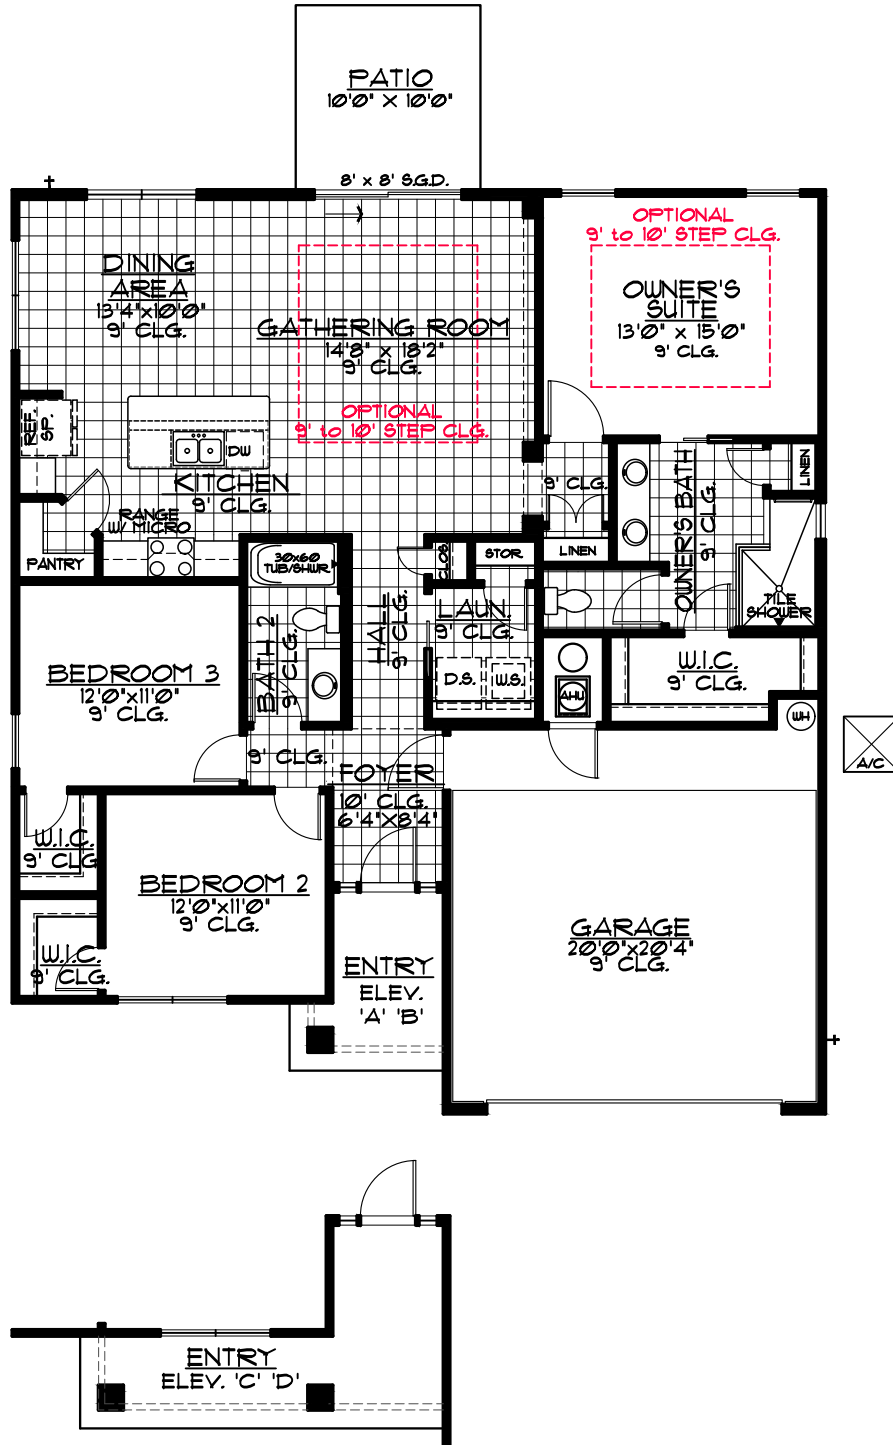 PATIO
10'0" X 10'0"
8' x 8' S.G.D.
OPTIONAL
9' to 10' STEP CLG.
DINING
AREA
13'4"x10'0"
9' CLG.
GATHERING ROOM
14'8" x 18'2"
9' CLG.
OPTIONAL
9' to 10' STEP CLG.
OWNER'S
SUITE
13'0" x 15'0"
9' CLG.
REF.
SP.
DW
KITCHEN
9' CLG.
RANGE
W/ MICRO
PANTRY
9' CLG.
LINEN
OWNER'S BATH
9' CLG.
LINEN
TILE
SHOWER
30x60
TUB/SHWR
CLOS.
STOR.
LAUN.
9' CLG.
D.S.
W.S.
HALL
9' CLG.
BATH 2
9' CLG.
BEDROOM 3
12'0"x11'0"
9' CLG.
W.I.C.
9' CLG.
AHU
WH
A/C
9' CLG.
FOYER
10' CLG.
6'4"X8'4"
W.I.C.
9' CLG
BEDROOM 2
12'0"x11'0"
9' CLG.
W.I.C.
9' CLG.
GARAGE
20'0"x20'4"
9' CLG.
ENTRY
ELEV.
'A' 'B'
ENTRY
ELEV. 'C' 'D'